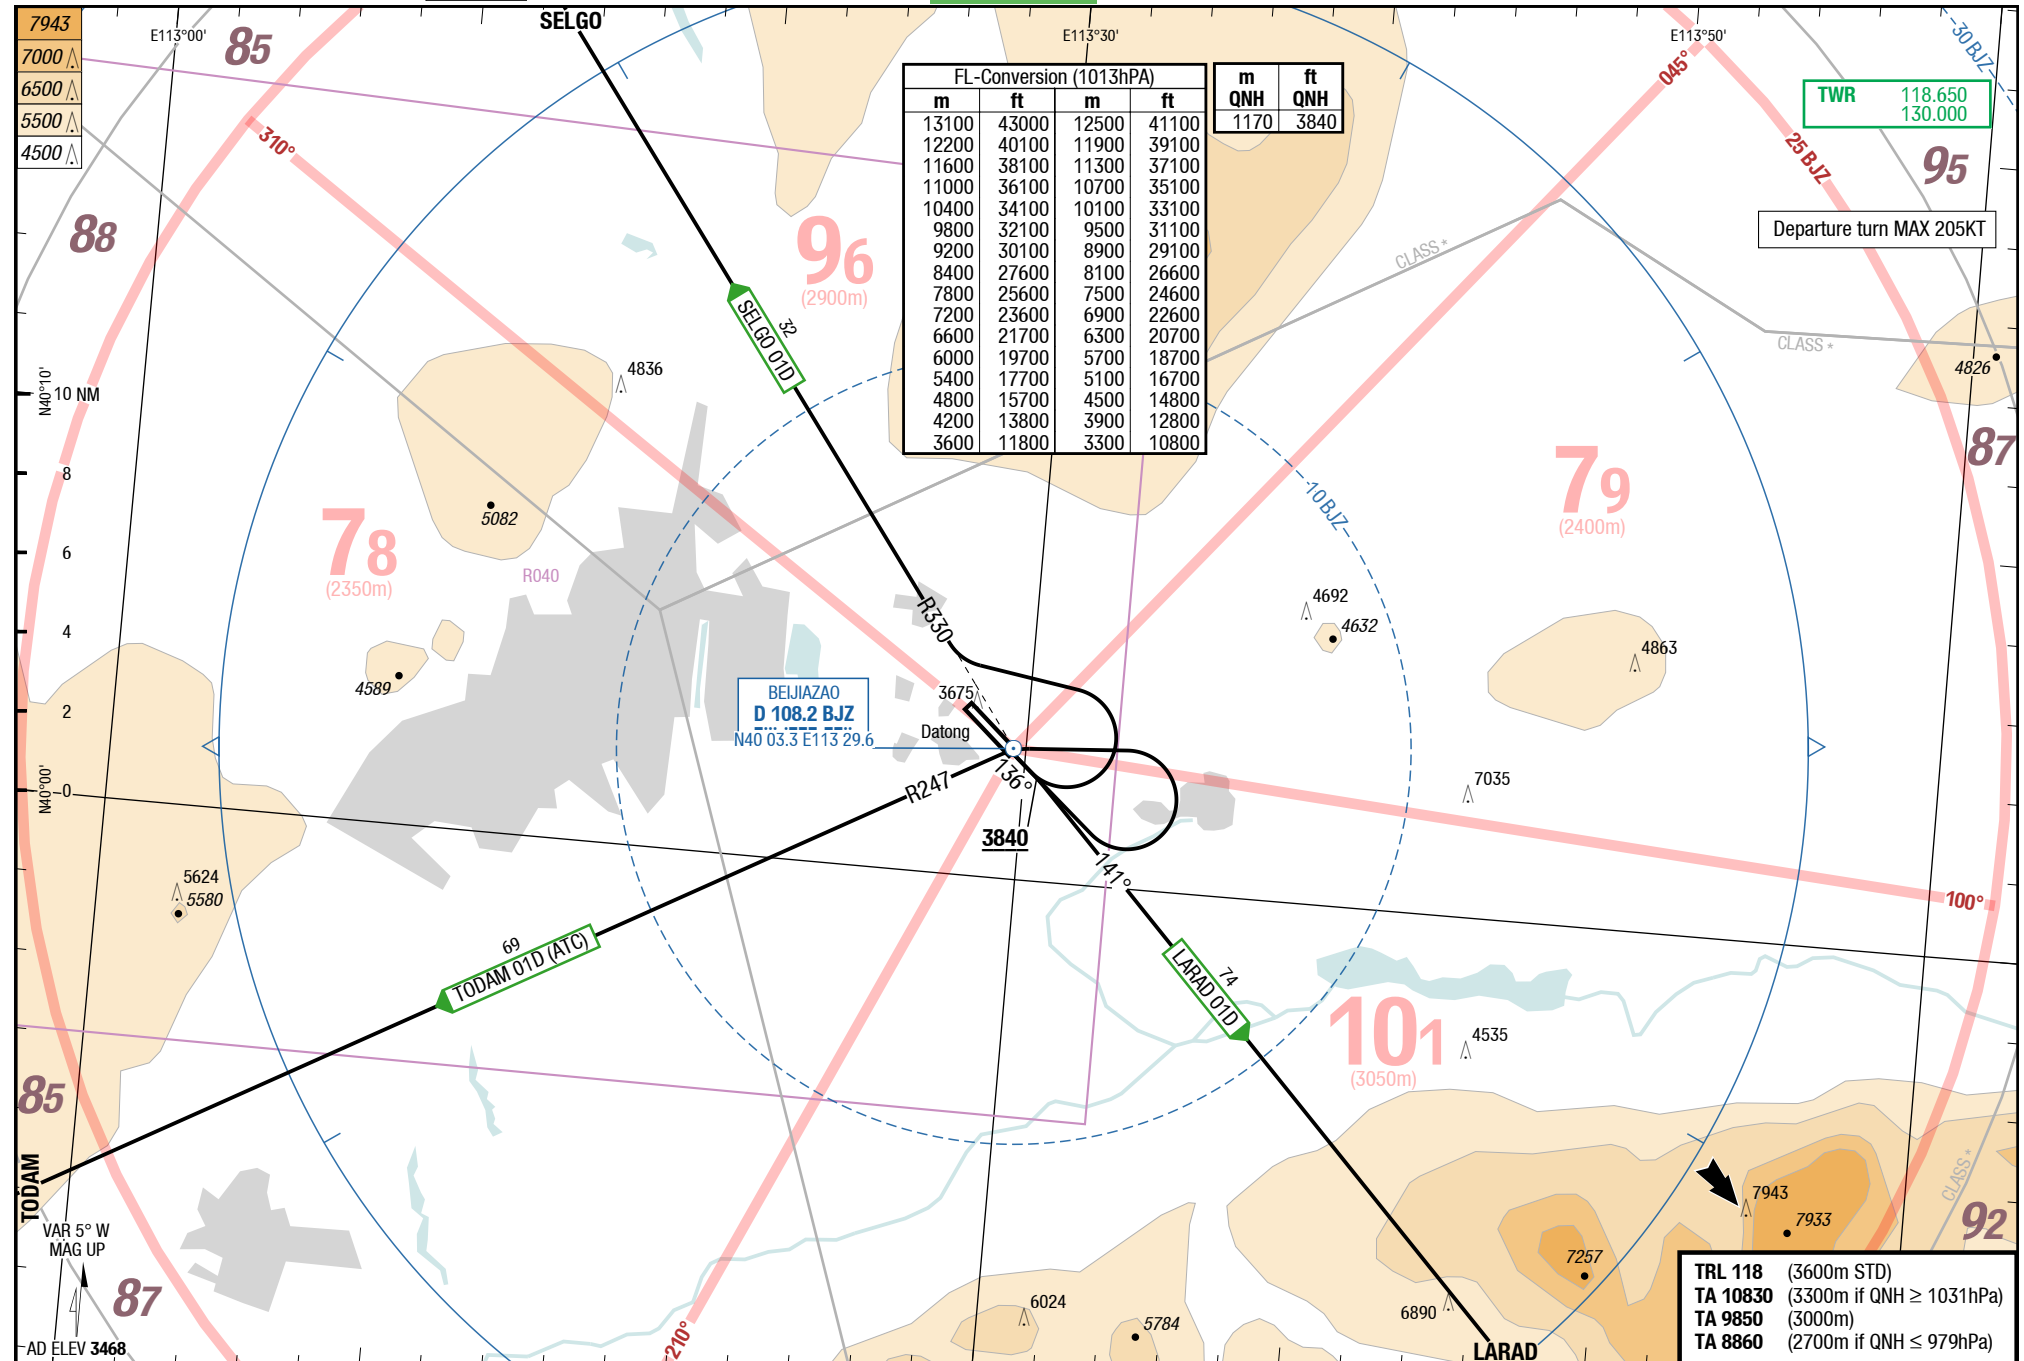 SELGO
7943
7000
6500
5500
4500
E113°00'
E113°30'
E113°50'
85
88
310°
96
(2900m)
FL-Conversion (1013hPA)
m ft m ft
13100 43000 12500 41100
12200 40100 11900 39100
11600 38100 11300 37100
11000 36100 10700 35100
10400 34100 10100 33100
9800 32100 9500 31100
9200 30100 8900 29100
8400 27600 8100 26600
7800 25600 7500 24600
7200 23600 6900 22600
6600 21700 6300 20700
6000 19700 5700 18700
5400 17700 5100 16700
4800 15700 4500 14800
4200 13800 3900 12800
3600 11800 3300 10800
m ft
QNH QNH
1170 3840
045°
30 BJZ
TWR 118.650
130.000
25 BJZ
95
Departure turn MAX 205KT
CLASS *
CLASS *
4826
87
32
SELGO 01D
4836
N40°10'
10 NM
8
6
4
2
0
N40°00'
5082
78
(2350m)
R040
4589
79
(2400m)
10 BJZ
4692
4632
4863
R330
3675
BEIJIAZAO
D 108.2 BJZ
N40 03.3 E113 29.6
Datong
136°
R247
3840
7035
141°
100°
5624
5580
69
TODAM 01D (ATC)
74
LARAD 01D
101
(3050m)
4535
85
TODAM
VAR 5° W
MAG UP
87
AD ELEV 3468
210°
6024
5784
6890
LARAD
7257
7943
7933
CLASS *
92
TRL 118 (3600m STD)
TA 10830 (3300m if QNH ≥ 1031hPa)
TA 9850 (3000m)
TA 8860 (2700m if QNH ≤ 979hPa)